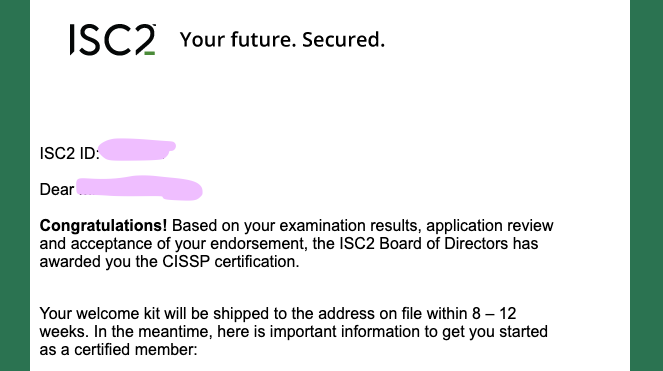 ISC2 Your future. Secured.
ISC2 ID:
Dear
Congratulations! Based on your examination results, application review
and acceptance of your endorsement, the ISC2 Board of Directors has
awarded you the CISSP certification.
Your welcome kit will be shipped to the address on file within 8 – 12
weeks. In the meantime, here is important information to get you started
as a certified member: